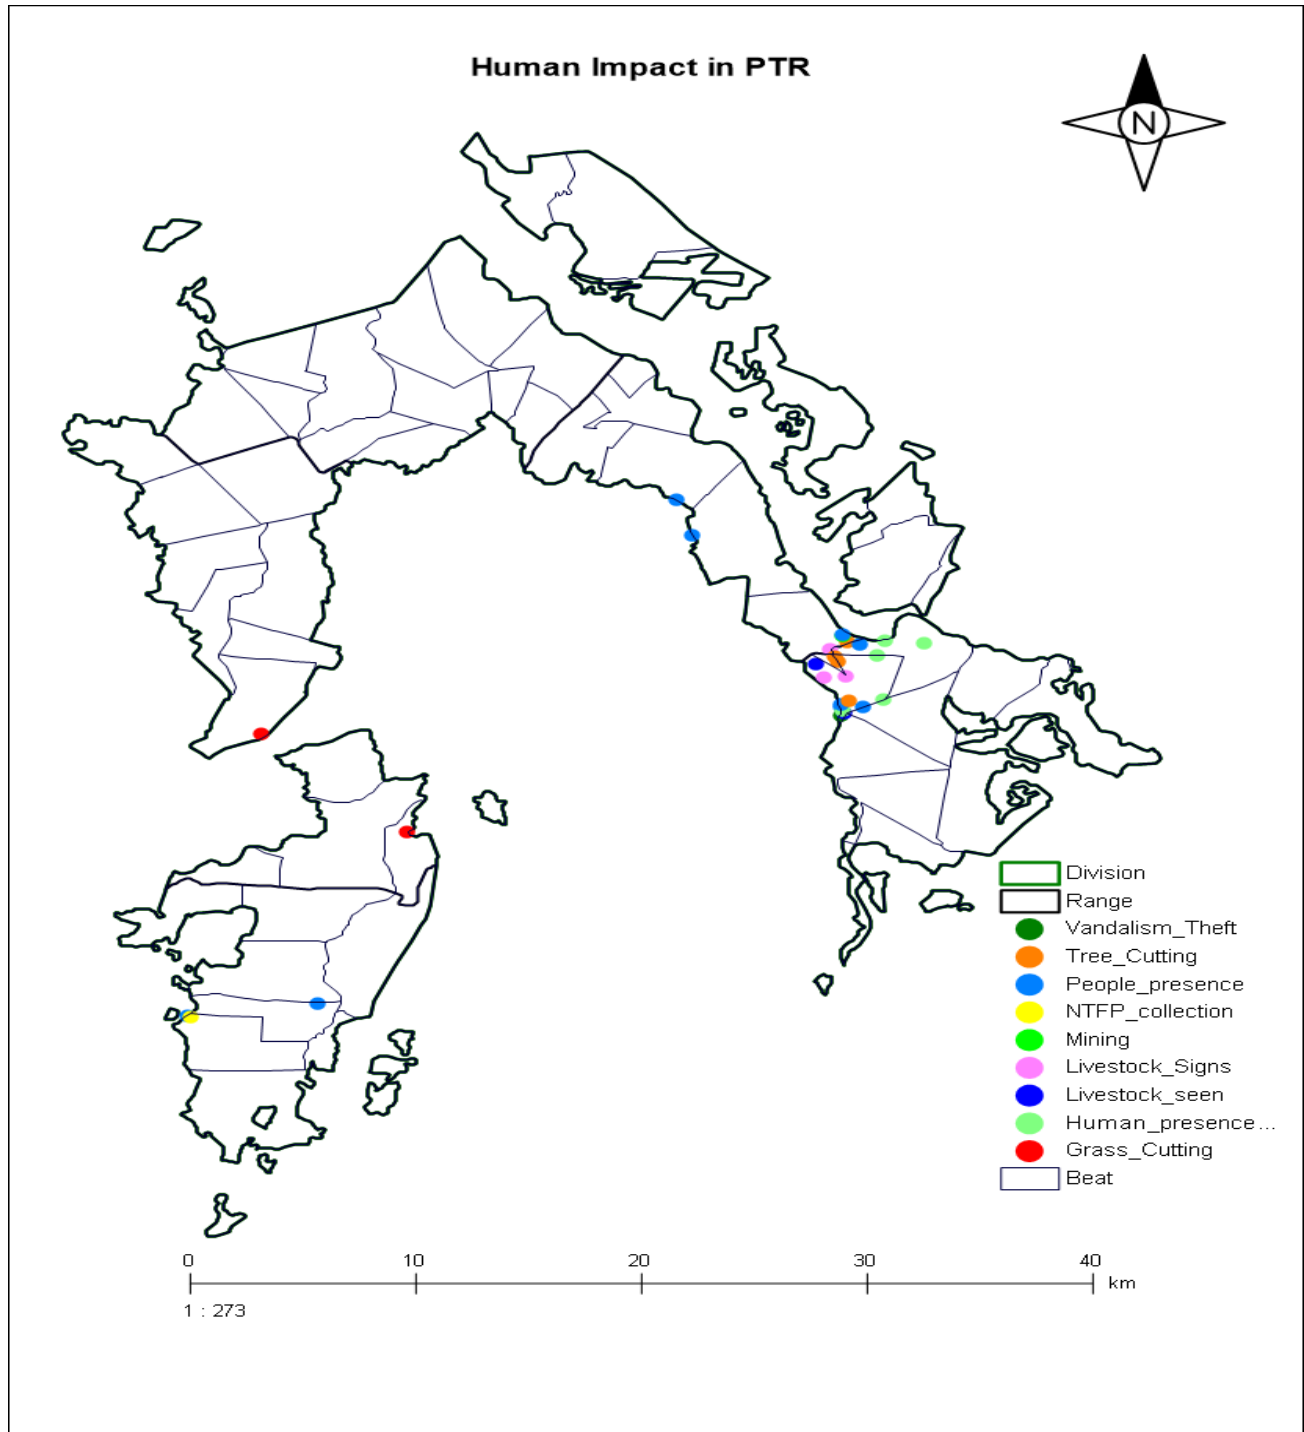 Human Impact in PTR
N
Division
Range
Vandalism_Theft
Tree_Cutting
People_presence
NTFP_collection
Mining
Livestock_Signs
Livestock_seen
Human_presence...
Grass_Cutting
Beat
0 10 20 30 40
km
1 : 273